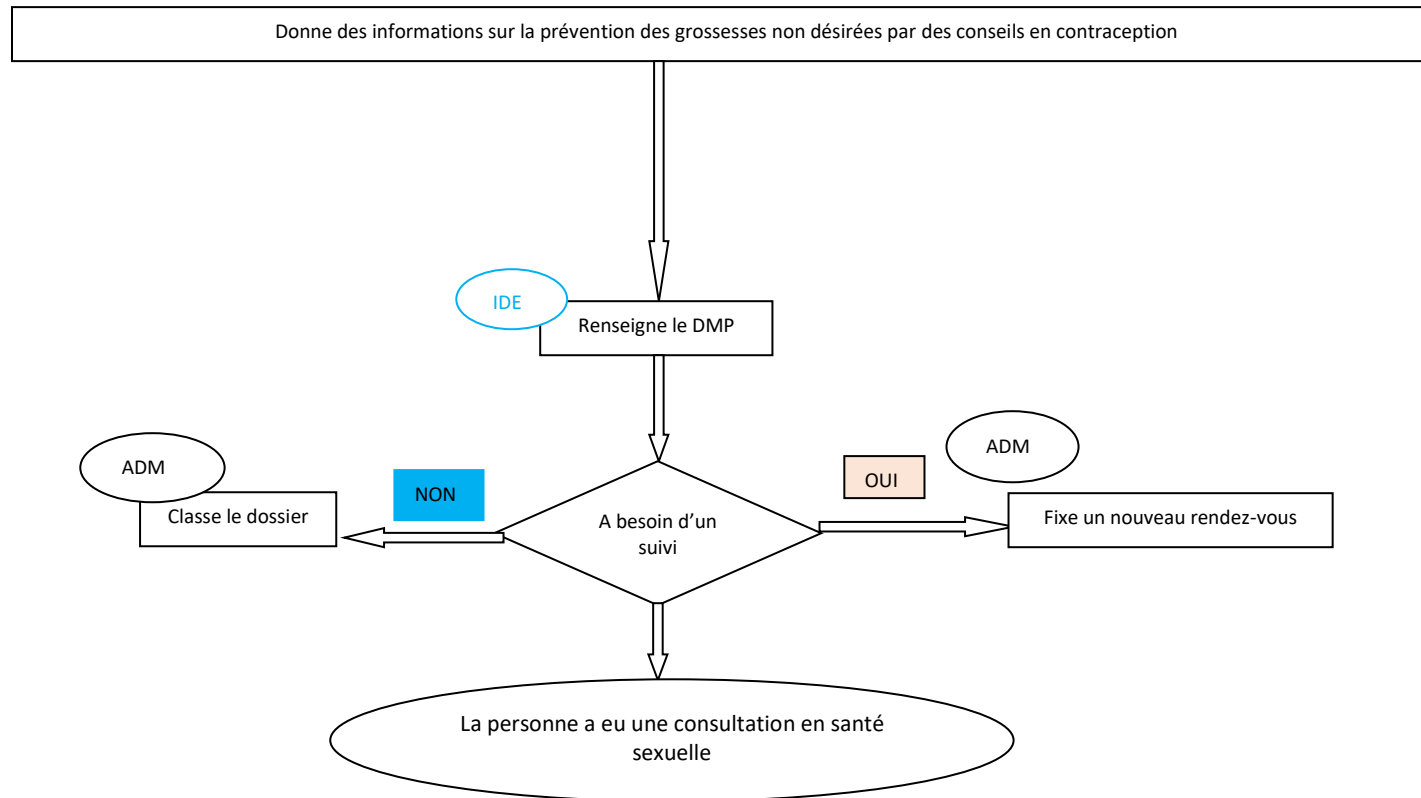 Donne des informations sur la prévention des grossesses non désirées par des conseils en contraception
IDE
Renseigne le DMP
ADM
ADM
NON
OUI
Classe le dossier
A besoin d’un
suivi
Fixe un nouveau rendez-vous
La personne a eu une consultation en santé
sexuelle